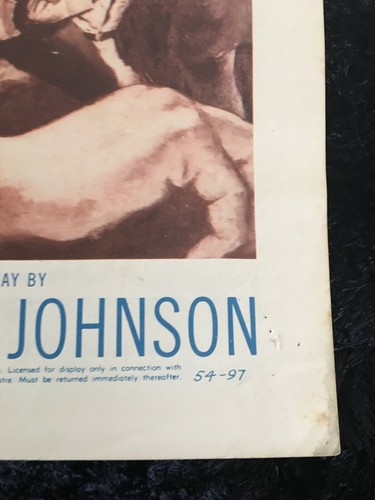 AY BY
JOHNSON
Licensed for display only in connection with
Must be returned immediately thereafter. 54-97